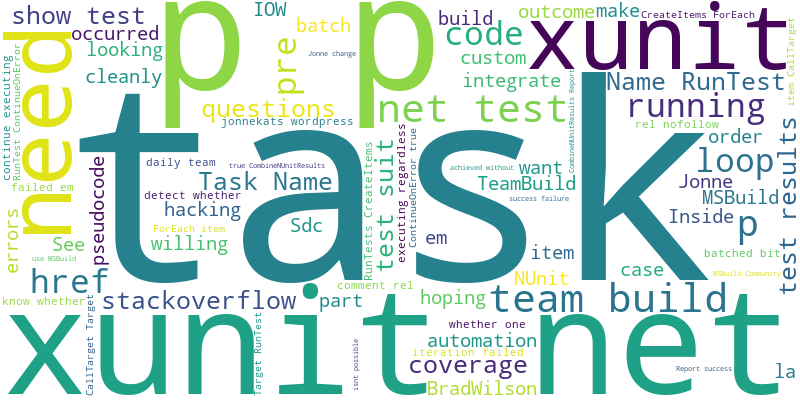 show test
occurred
looking
cleanly
continue executing
RunTest ContinueOnError
need
p
p
pre
IOW
batch
Jonne change
questions
jonnekats wordpress
build
code
custom
integrate
net test
outcome
make
CreateItems ForEach
xunit
item CallTarget
Name RunTest
running
rel nofollow
order
loop
results
test results
Jonne
MSBuild
Inside
p
batched bit
MSBuild Community
case
CombineNUnitResults Report
task
failed em
errors
See
use MSBuild
know whether
pseudocode
daily team
true CombineNUnitResults
Task Name
detect whether
hacking
ForEach item
willing
Sdc
RunTests CreateItems
test suit
executing regardless
ContinueOnError true
em
achieved without
want
TeamBuild
success failure
item
NUnit
href
stackoverflow
part
comment rel
hoping
team build
CallTarget Target
Target RunTest
isnt possible
xunit net
whether one
automation
iteration failed
coverage
BradWilson
Report success
la